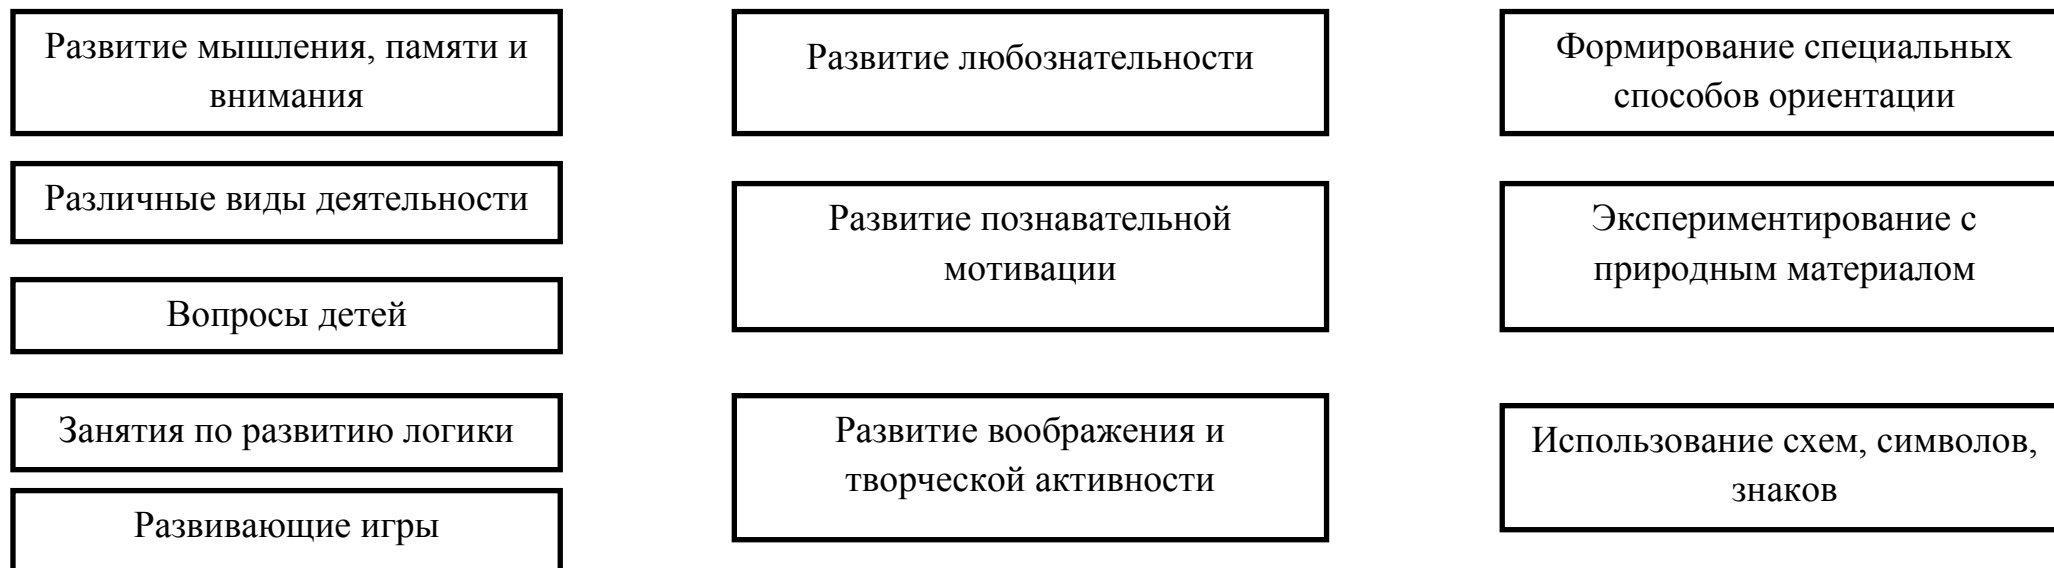 Развитие мышления, памяти и
внимания
Различные виды деятельности
Вопросы детей
Занятия по развитию логики
Развивающие игры
Развитие любознательности
Развитие познавательной
мотивации
Развитие воображения и
творческой активности
Формирование специальных
способов ориентации
Экспериментирование с
природным материалом
Использование схем, символов,
знаков